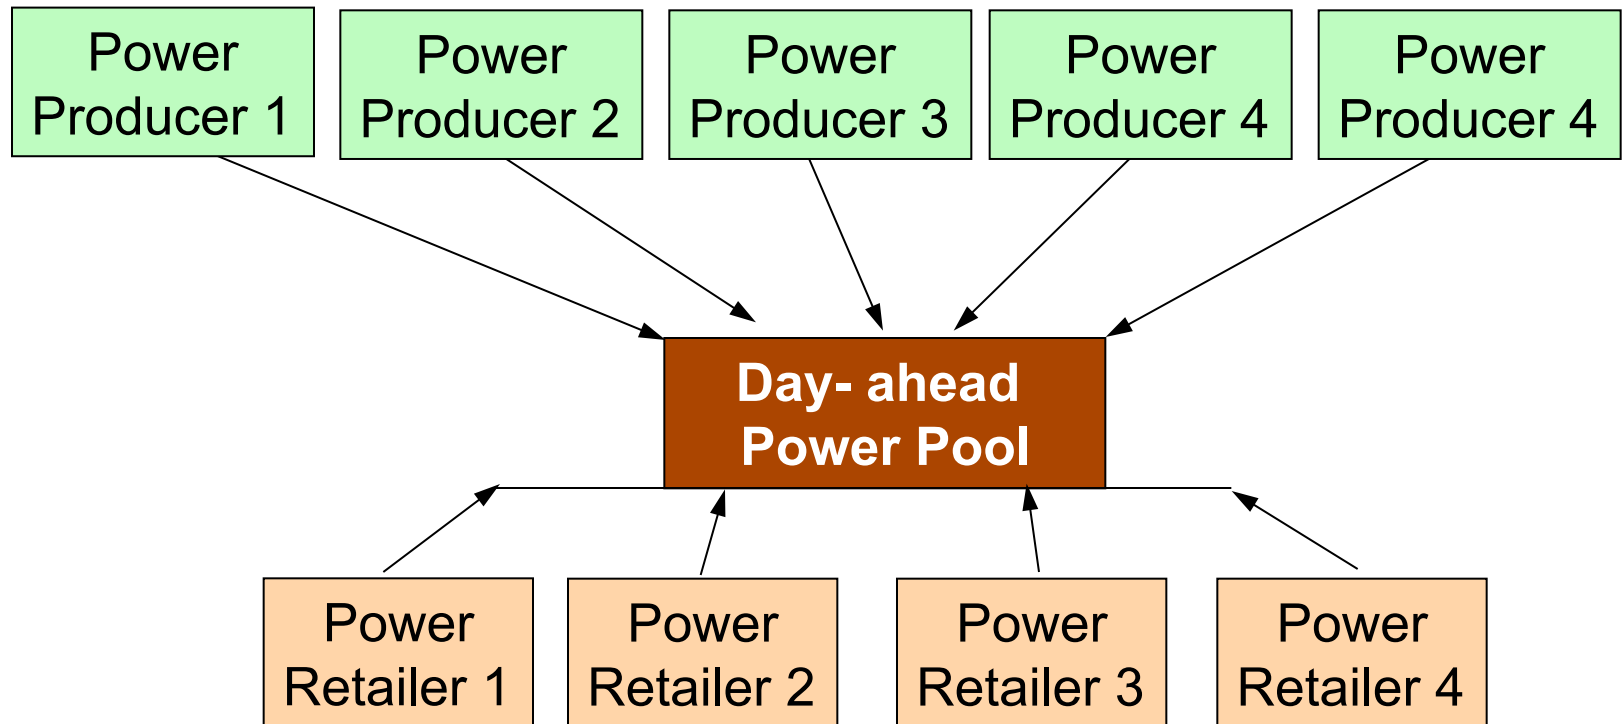 Power
Producer 1
Power
Producer 2
Power
Producer 3
Power
Producer 4
Power
Producer 4
Day- ahead
Power Pool
Power
Retailer 1
Power
Retailer 2
Power
Retailer 3
Power
Retailer 4